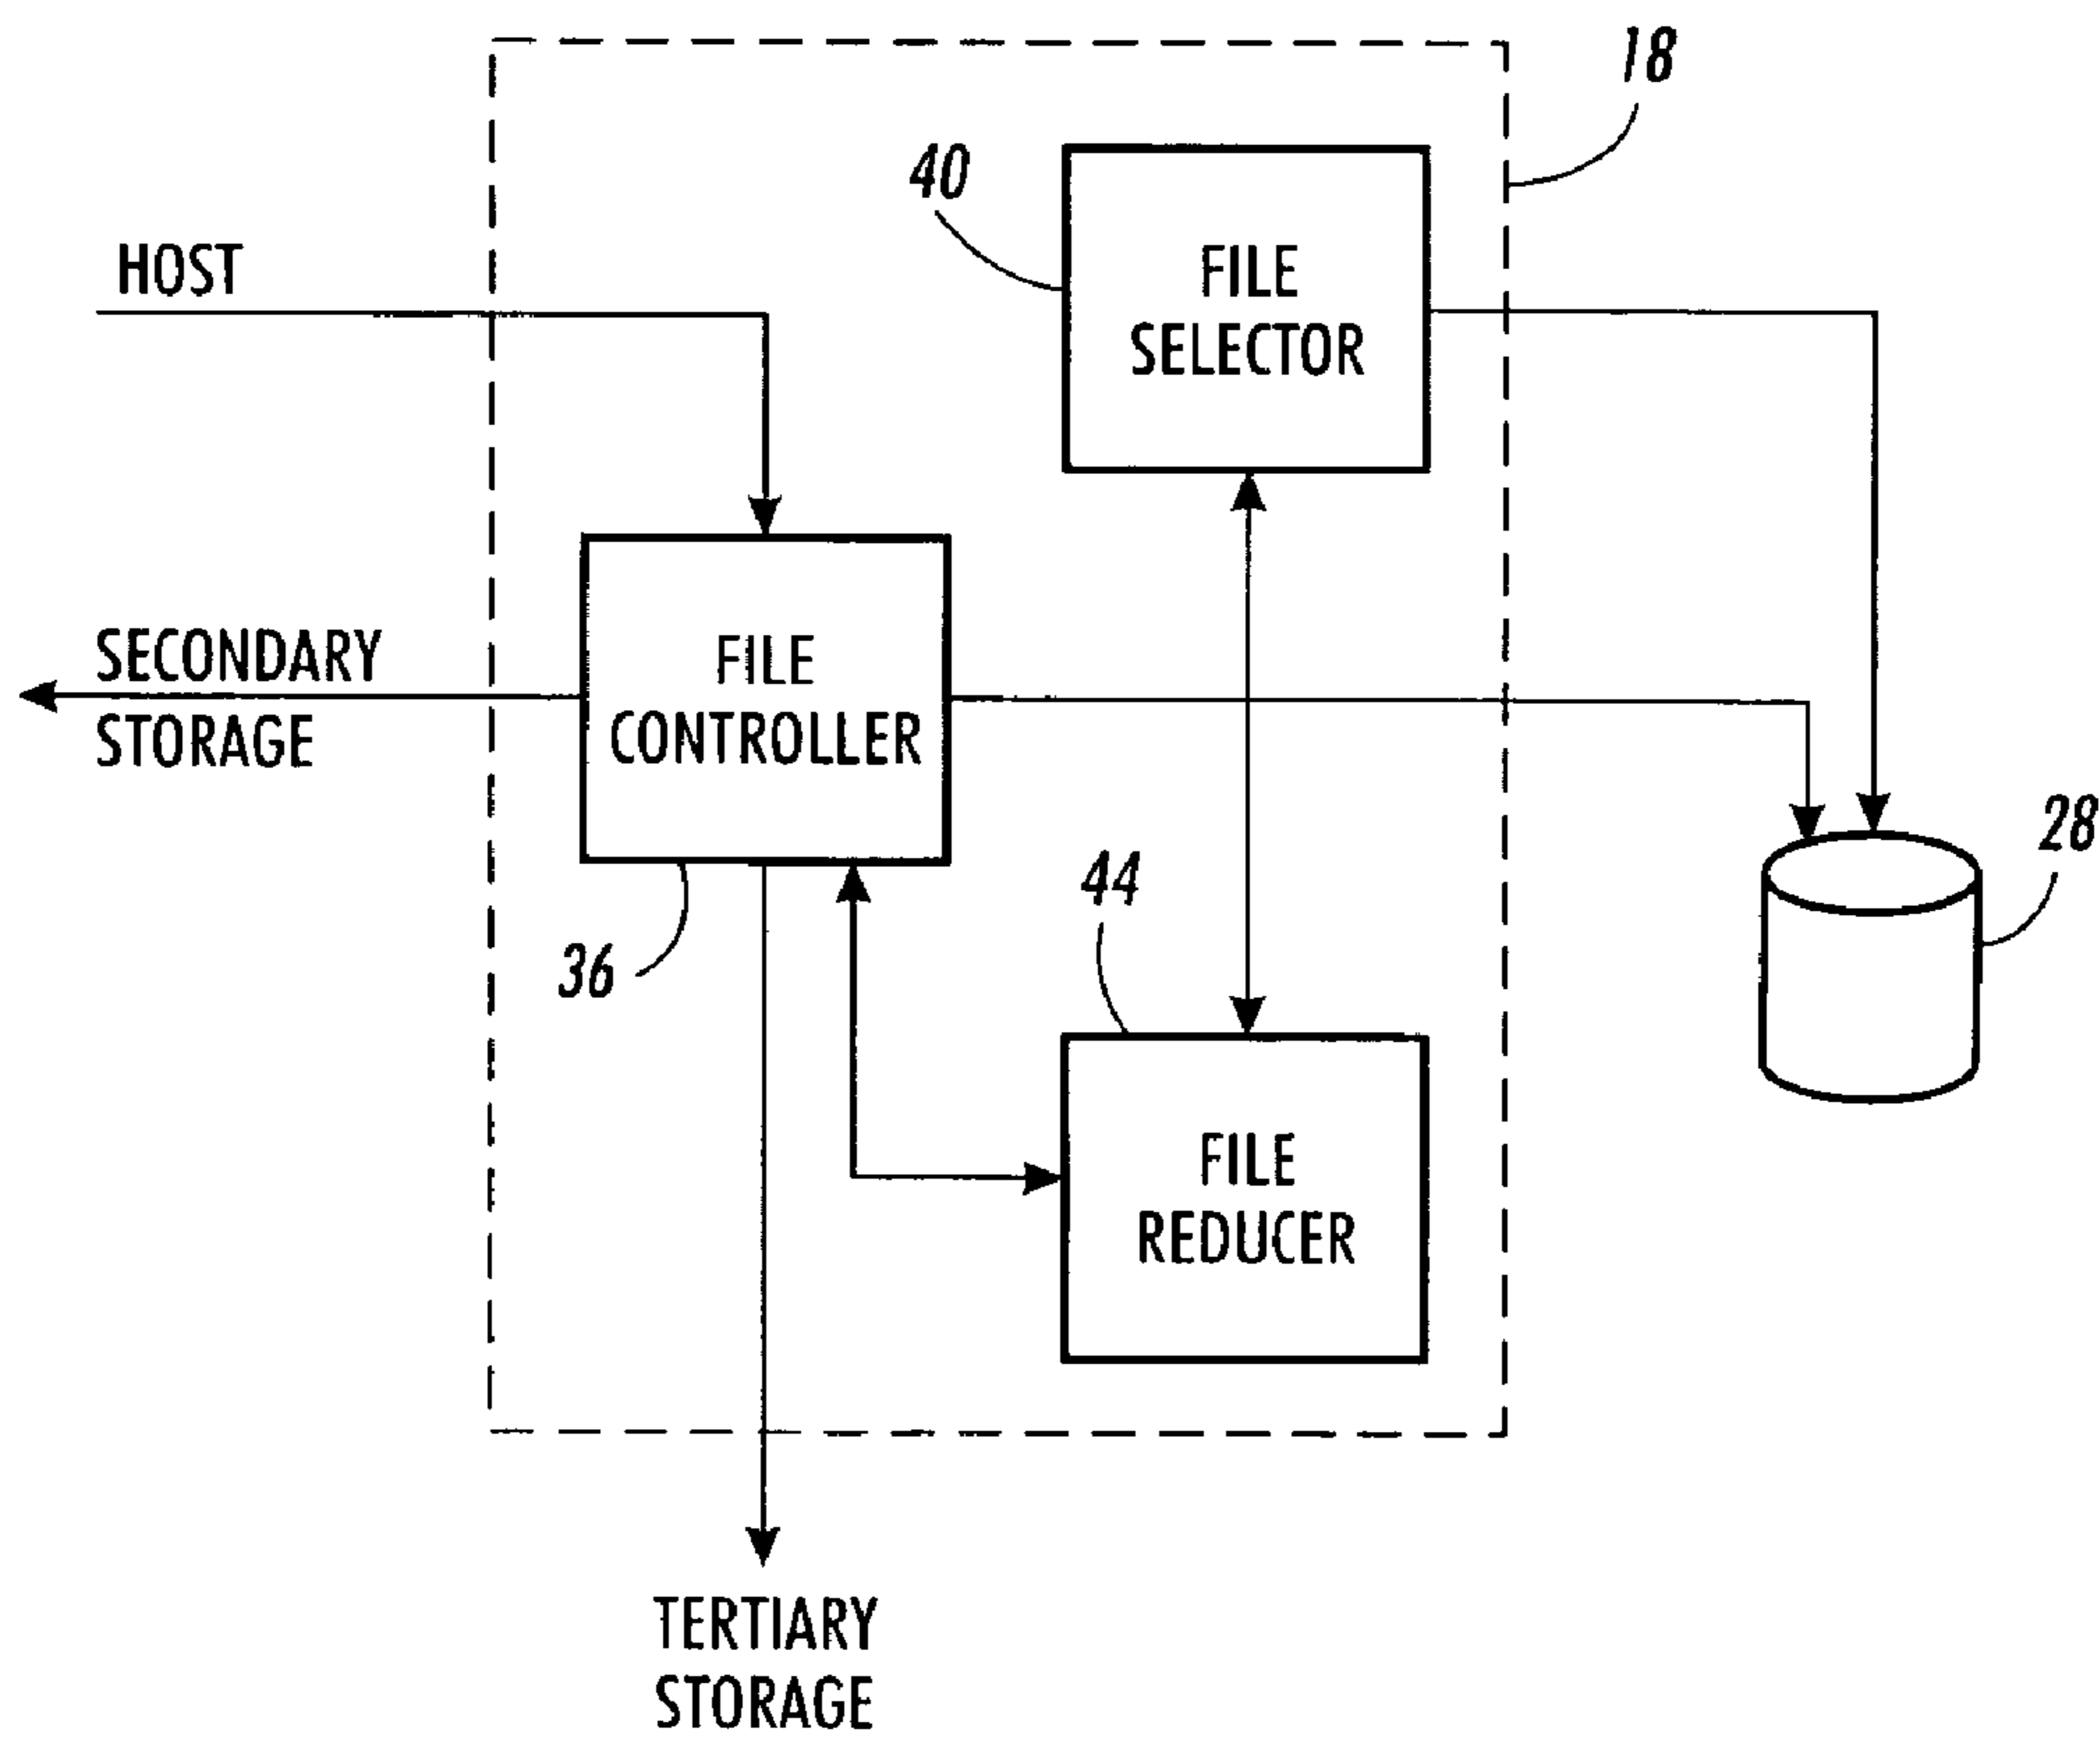 18
40
FILE
SELECTOR
HOST
FILE
CONTROLLER
SECONDARY
STORAGE
28
44
36
FILE
REDUCER
TERTIARY
STORAGE